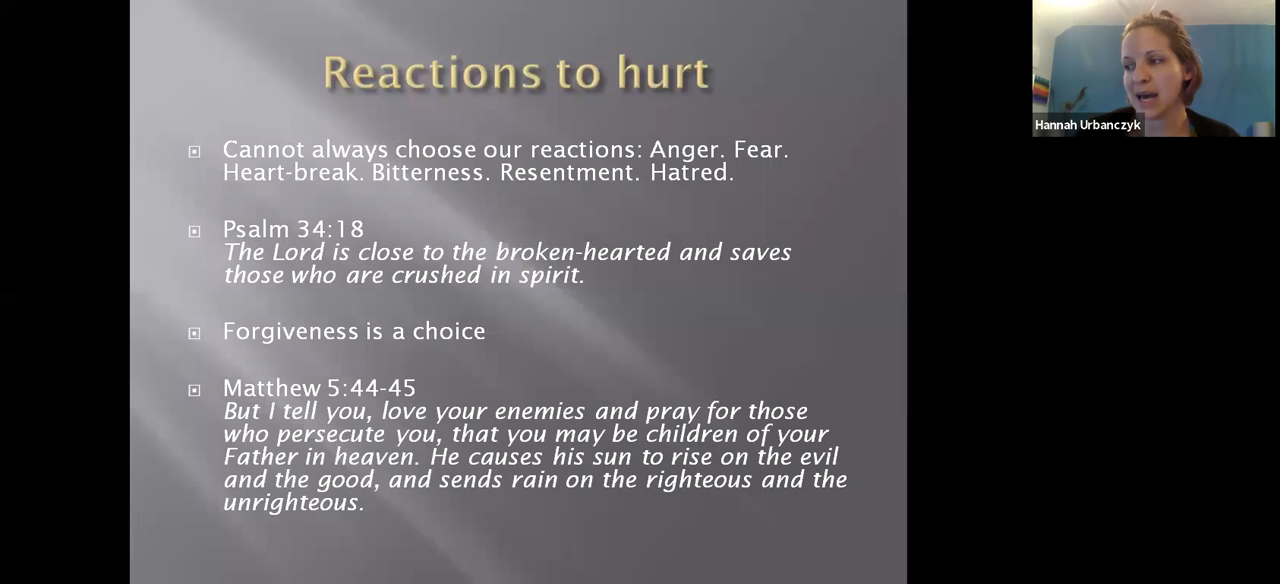 Reactions to hurt
Cannot always choose our reactions: Anger. Fear.
Heart-break. Bitterness. Resentment. Hatred.
Psalm 34:18
The Lord is close to the broken-hearted and saves
those who are crushed in spirit.
Forgiveness is a choice
Matthew 5:44-45
But I tell you, love your enemies and pray for those
who persecute you, that you may be children of your
Father in heaven. He causes his sun to rise on the evil
and the good, and sends rain on the righteous and the
unrighteous.
Hannah Urbanczyk